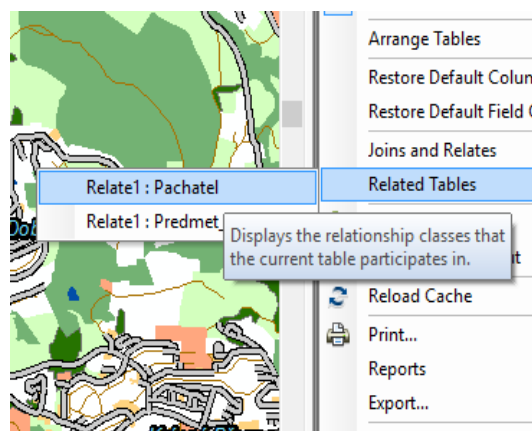 Arrange Tables
Restore Default Colum
Restore Default Field
Joins and Relates
Related Tables
Relate1 : Pachatel
Relate1 : Predmet_
Displays the relationship classes that
the current table participates in.
Reload Cache
Print...
Reports
Export...